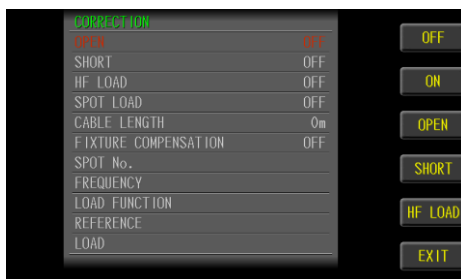 CORRECTION
OPEN OFF
SHORT OFF
HF LOAD OFF
SPOT LOAD OFF
CABLE LENGTH 0m
FIXTURE COMPENSATION OFF
SPOT No.
FREQUENCY
LOAD FUNCTION
REFERENCE
LOAD
OFF
ON
OPEN
SHORT
HF LOAD
EXIT